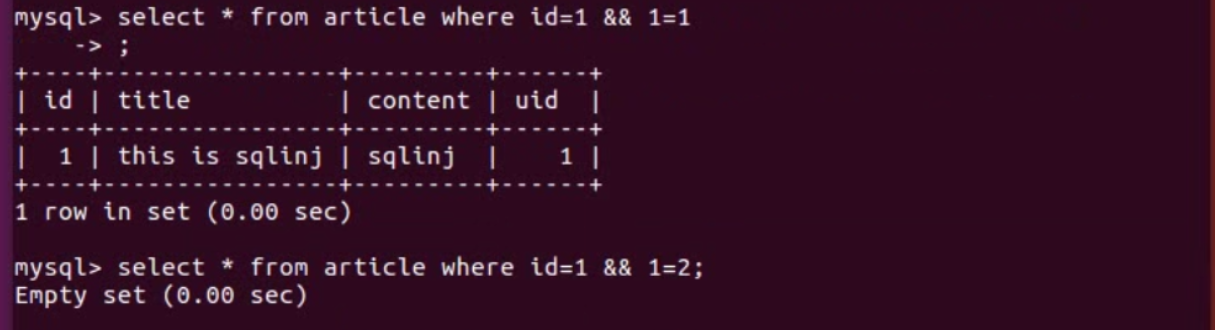 mysql> select * from article where id=1 && 1=1
    -> ;
+----+----------------+---------+------+
| id | title          | content | uid  |
+----+----------------+---------+------+
|  1 | this is sqlinj | sqlinj  |    1 |
+----+----------------+---------+------+
1 row in set (0.00 sec)
mysql> select * from article where id=1 && 1=2;
Empty set (0.00 sec)